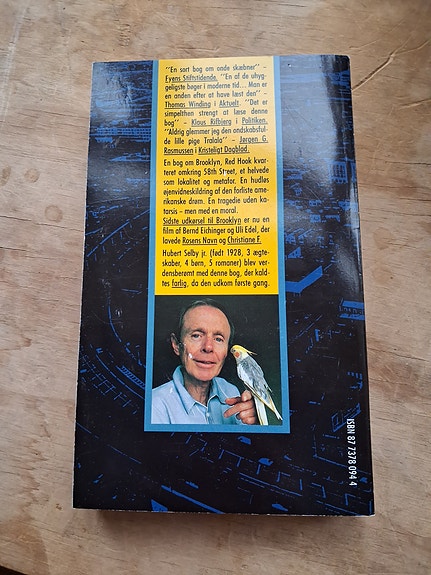 "En sort bog om onde skæbner" –
Fyens Stiftstidende. "En af de uhyg-
geligste bøger i moderne tid... Man er
en anden efter at have læst den" –
Thomas Winding i Aktuelt. "Det er
simpelthen strengt at læse denne
bog" – Klaus Rifbjerg i Politiken.
"Aldrig glemmer jeg den ondskabsful-
de lille pige Tralala" – Jørgen G.
Rasmussen i Kristeligt Dagblad.
En bog om Brooklyn, Red Hook kvar-
teret omkring 58th Street, et helvede
som lokalitet og metafor. En hudløs
øjenvidneskildring af den forliste ame-
rikanske drøm. En tragedie uden ka-
tarsis – men med en moral.
Sidste udkørsel til Brooklyn er nu en
film af Bernd Eichinger og Uli Edel, der
lavede Rosens Navn og Christiane F.
Hubert Selby jr. (født 1928, 3 ægte-
skaber, 4 børn, 5 romaner) blev ver-
densberømt med denne bog, der kald-
tes farlig, da den udkom første gang.
ISBN 87 7378 094 4